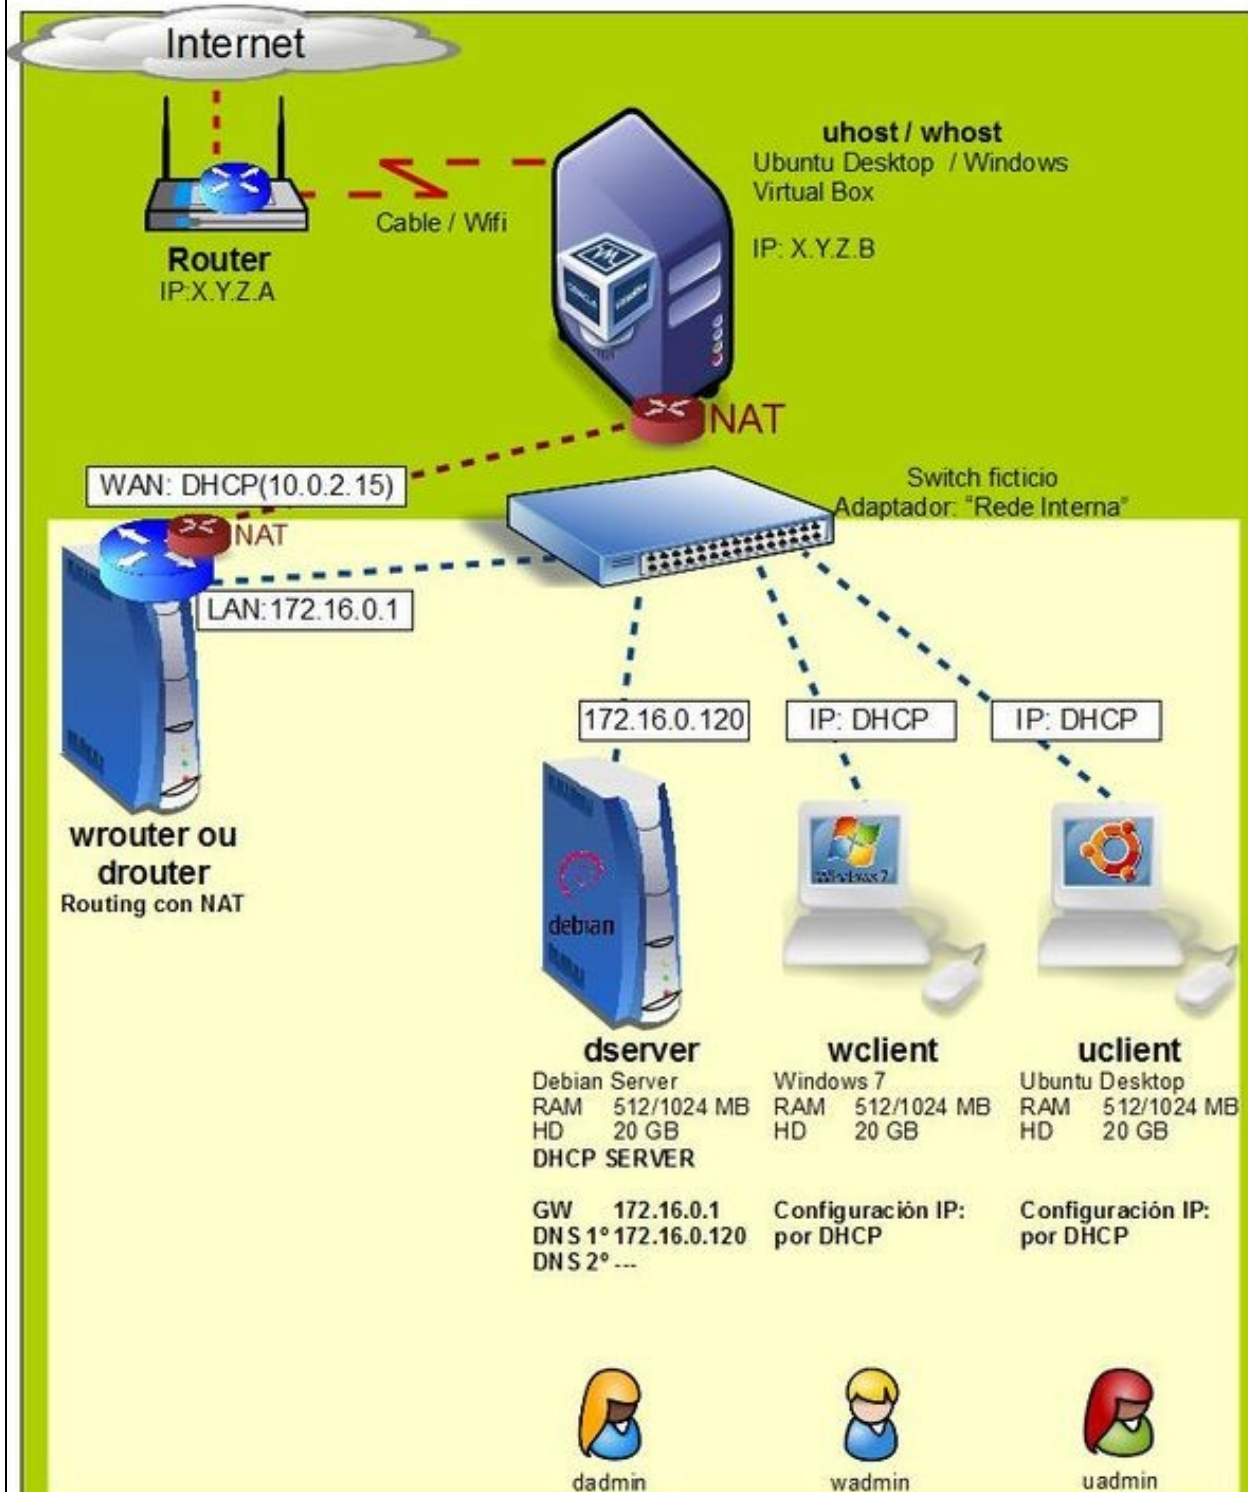 Internet
uhost / whost
Ubuntu Desktop / Windows
Virtual Box
IP: X.Y.Z.B
Cable / Wifi
Router
IP:X.Y.Z.A
NAT
WAN: DHCP(10.0.2.15)
Switch ficticio
Adaptador: "Rede Interna"
NAT
LAN:172.16.0.1
172.16.0.120
IP: DHCP
IP: DHCP
wrouter ou
drouter
Routing con NAT
debian
Windows 7
dserver
Debian Server
RAM 512/1024 MB
HD 20 GB
DHCP SERVER
GW 172.16.0.1
DNS 1º 172.16.0.120
DNS 2º ---
wclient
Windows 7
RAM 512/1024 MB
HD 20 GB
Configuración IP:
por DHCP
uclient
Ubuntu Desktop
RAM 512/1024 MB
HD 20 GB
Configuración IP:
por DHCP
dadmin
wadmin
uadmin